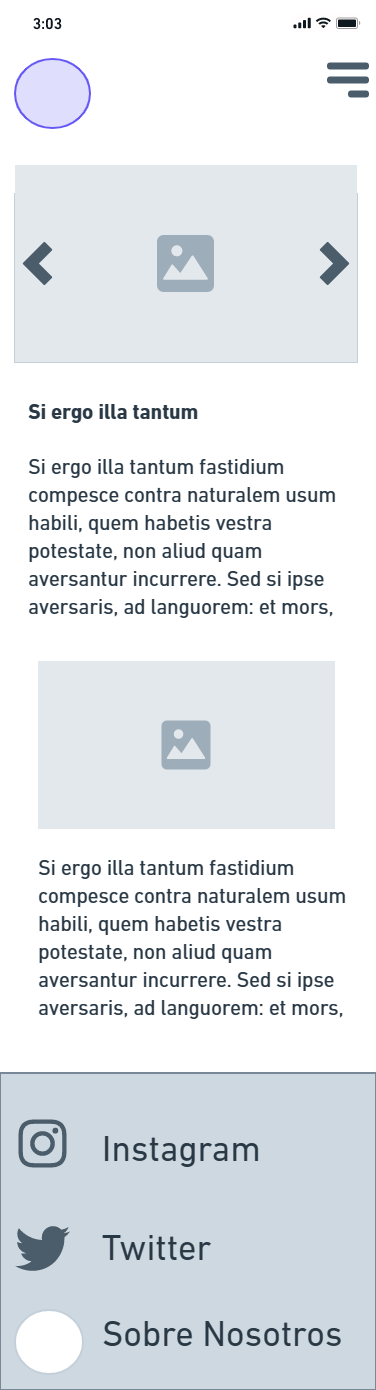 3:03
Si ergo illa tantum
Si ergo illa tantum fastidium
compesce contra naturalem usum
habili, quem habetis vestra
potestate, non aliud quam
aversantur incurrere. Sed si ipse
aversaris, ad languorem: et mors,
Si ergo illa tantum fastidium
compesce contra naturalem usum
habili, quem habetis vestra
potestate, non aliud quam
aversantur incurrere. Sed si ipse
aversaris, ad languorem: et mors,
Instagram
Twitter
Sobre Nosotros